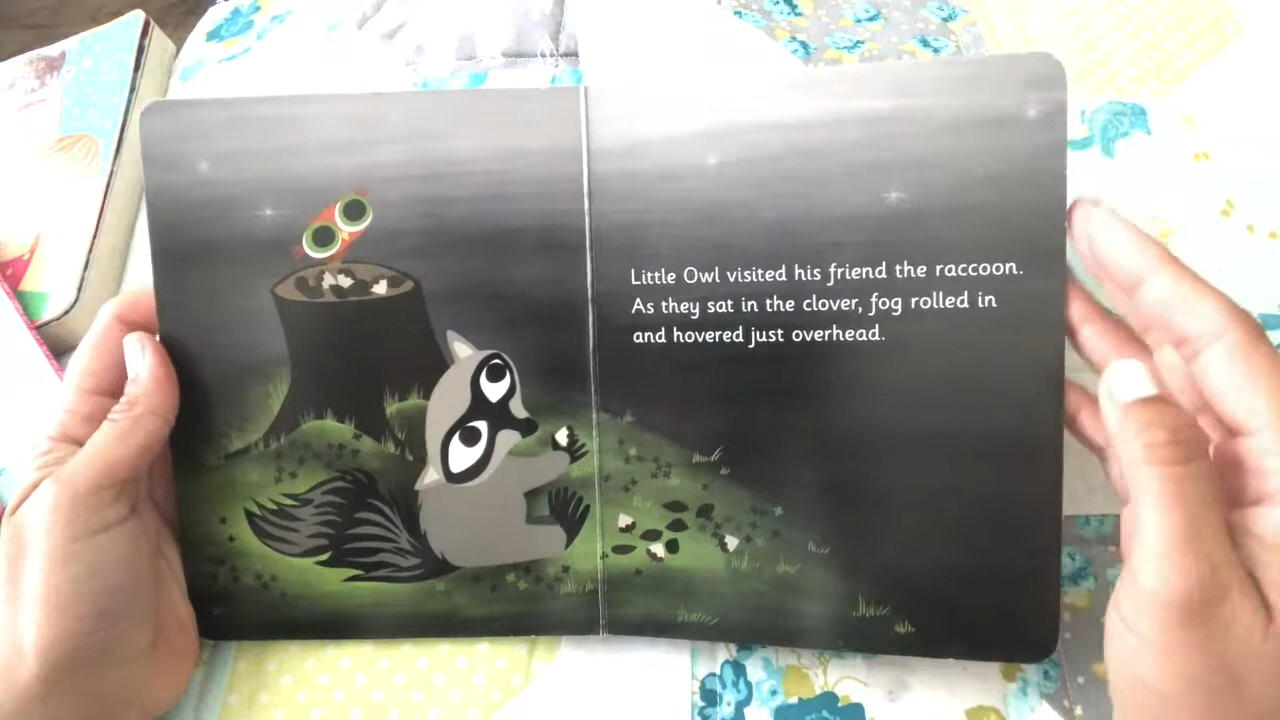 Little Owl visited his friend the raccoon.
As they sat in the clover, fog rolled in
and hovered just overhead.